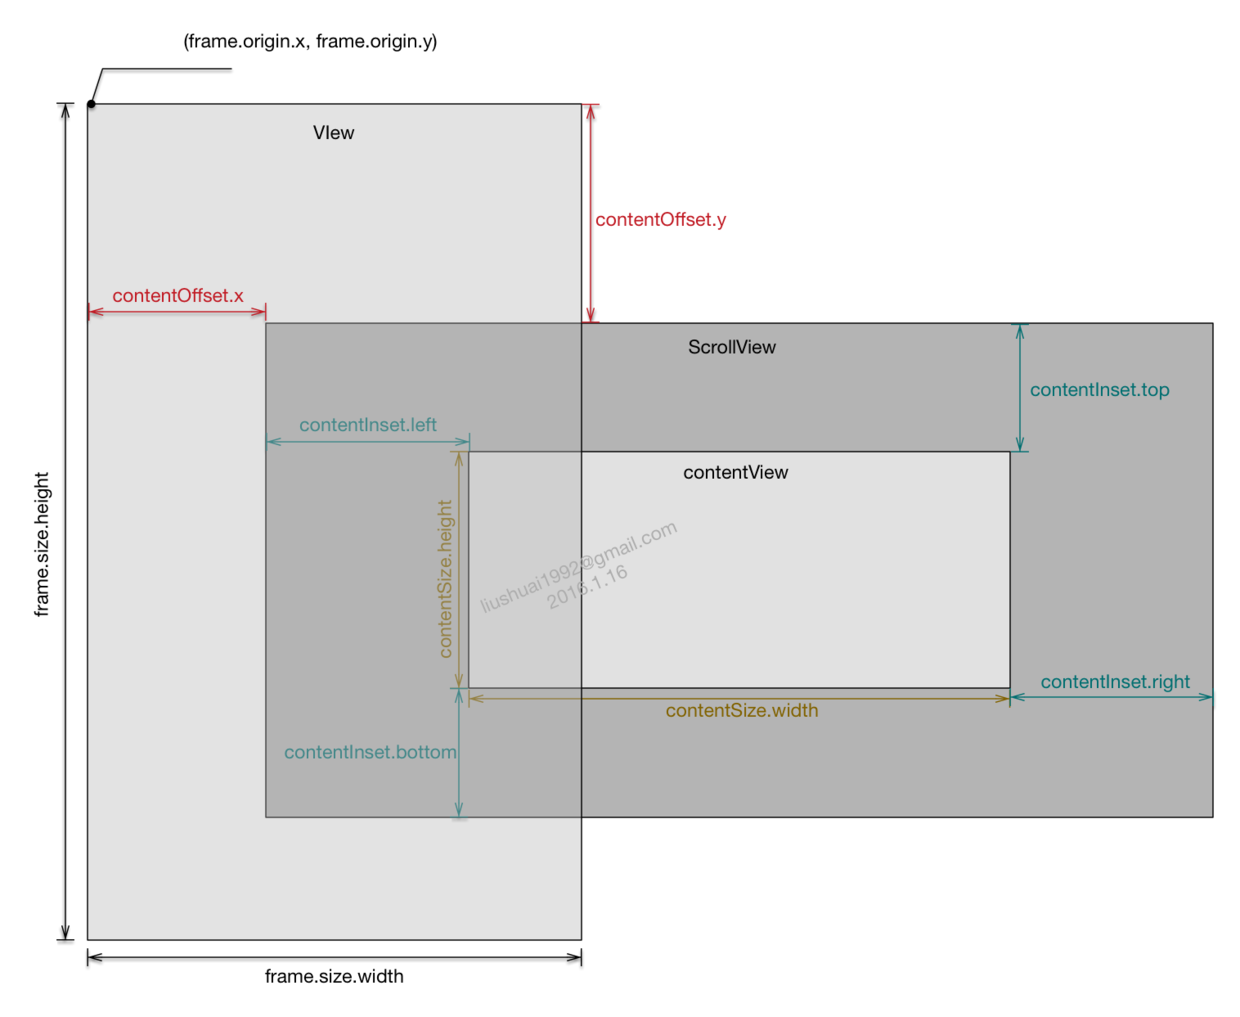 (frame.origin.x, frame.origin.y)
VIew
contentOffset.y
contentOffset.x
ScrollView
contentInset.top
contentInset.left
contentView
frame.size.height
contentSize.height
liushuai1992@gmail.com
2016.1.16
contentInset.right
contentSize.width
contentInset.bottom
frame.size.width